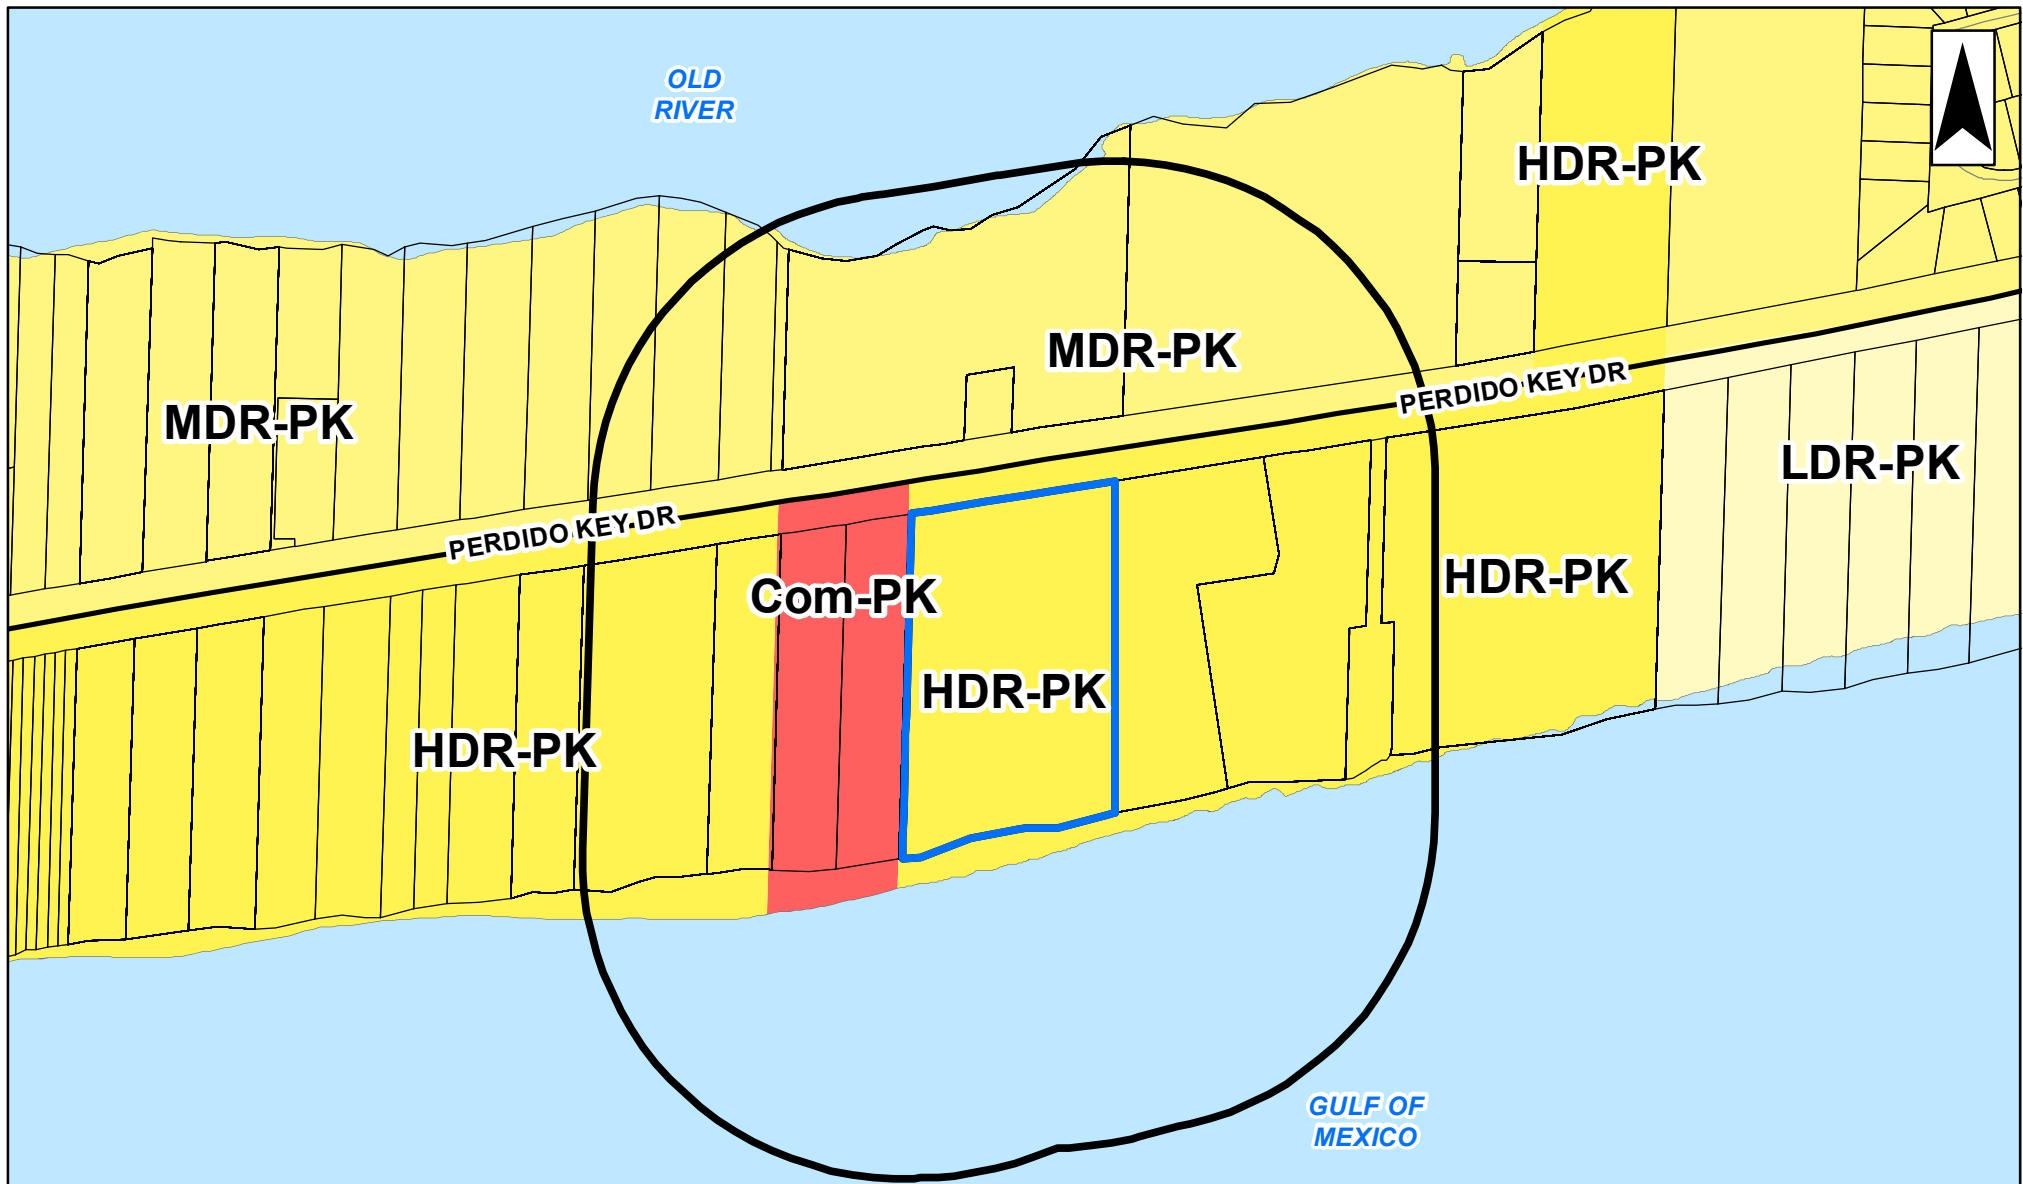 OLD
RIVER
HDR-PK
MDR-PK
PERDIDO KEY DR
MDR-PK
LDR-PK
PERDIDO KEY DR
HDR-PK
Com-PK
HDR-PK
HDR-PK
GULF OF
MEXICO